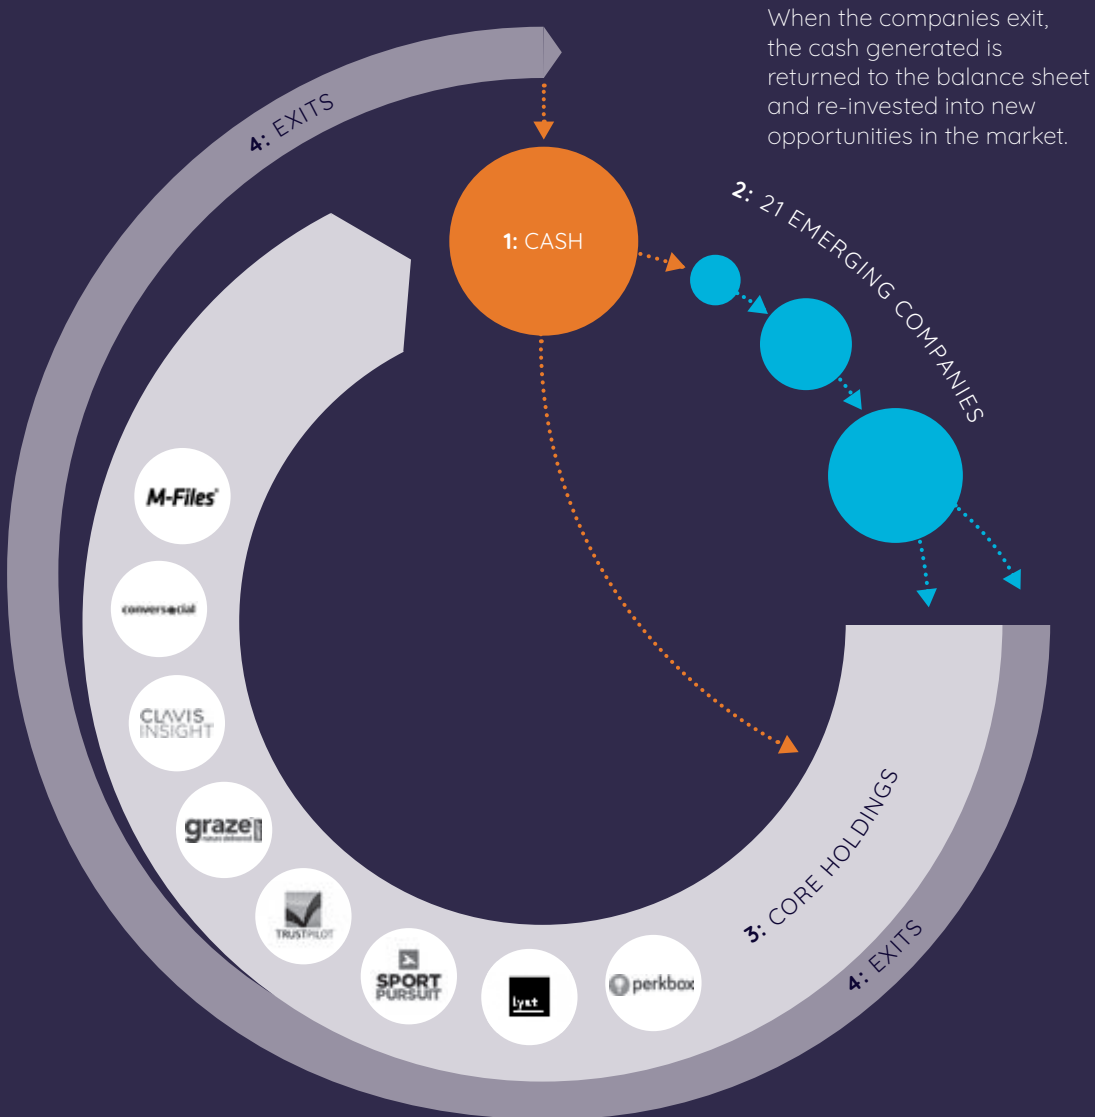 When the companies exit,
the cash generated is
returned to the balance sheet
and re-invested into new
opportunities in the market.
4: EXITS
1: CASH
2: 21 EMERGING COMPANIES
M-Files
conversocial
CLAVIS
INSIGHT
graze
nature delivered
TRUSTPILOT
SPORT
PURSUIT
lyst
perkbox
3: CORE HOLDINGS
4: EXITS